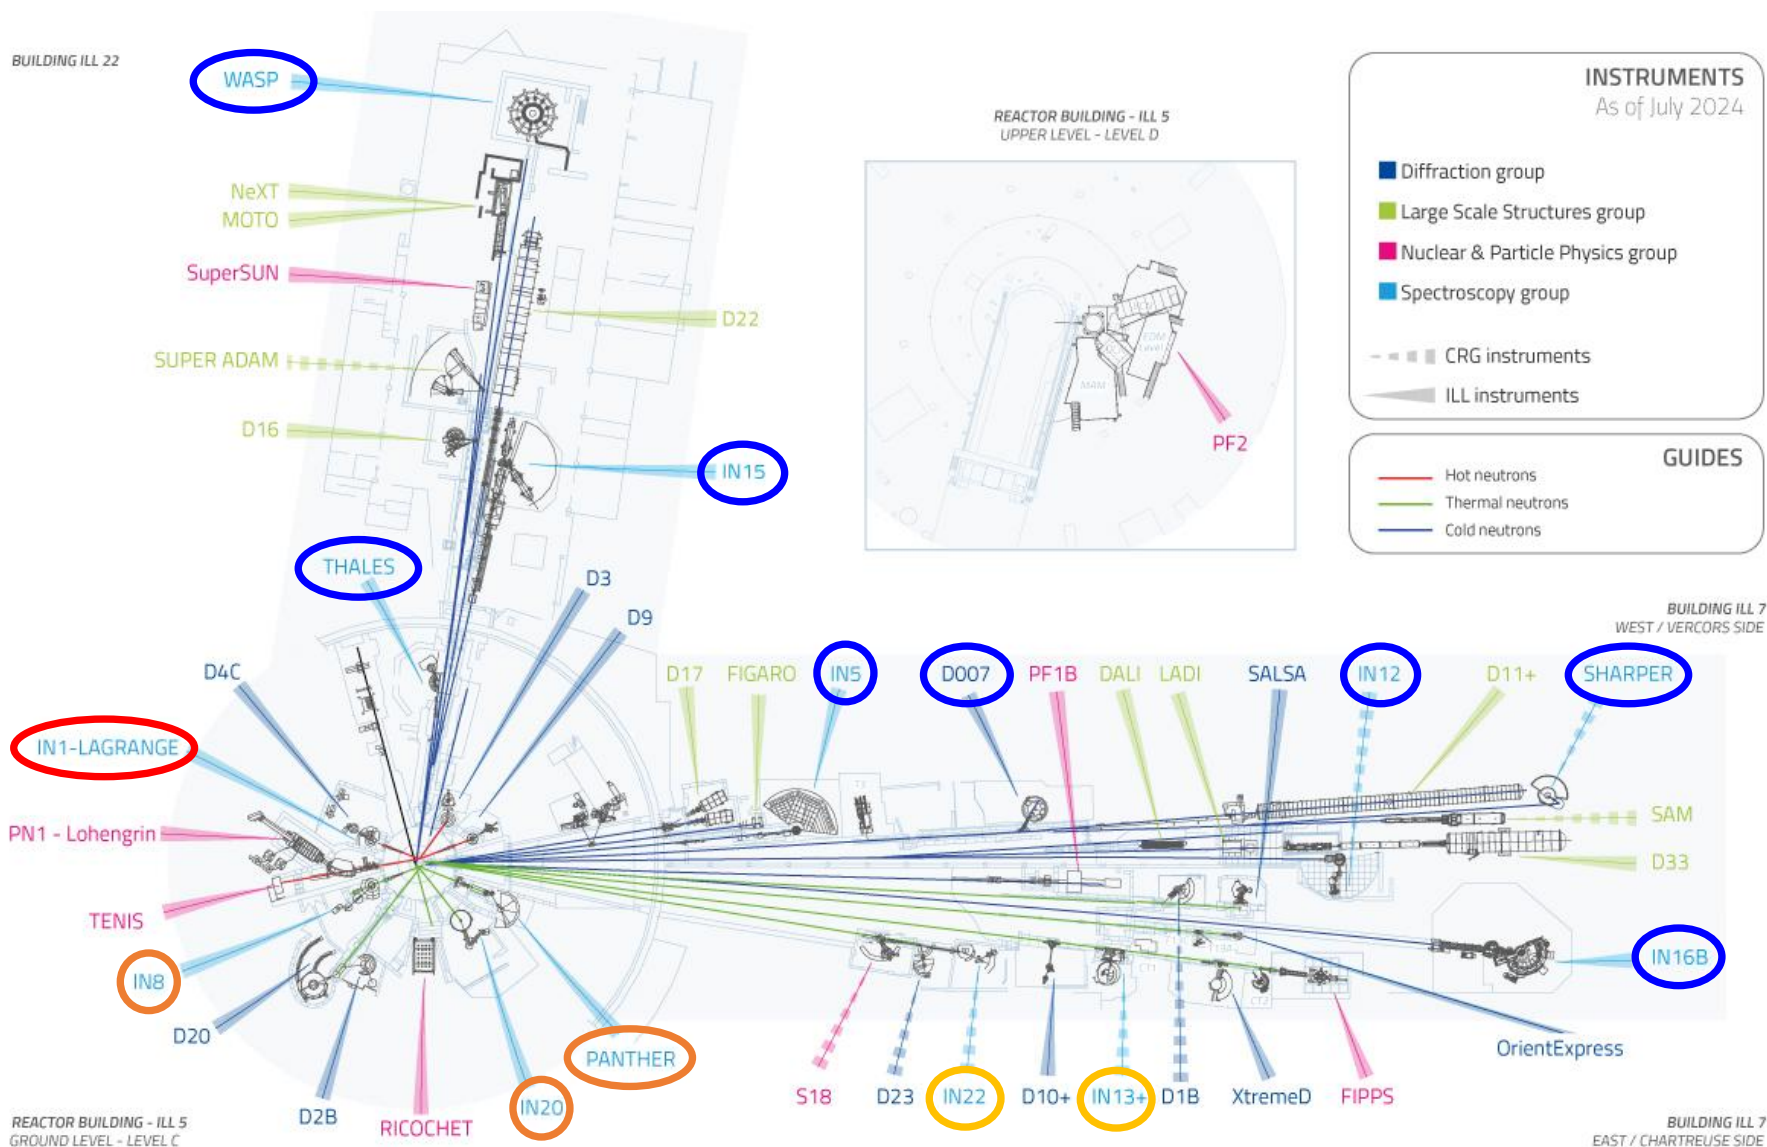 BUILDING ILL 22
WASP
NeXT
MOTO
SuperSUN
D22
SUPER ADAM
D16
IN15
THALES
D3
D9
D4C
IN1-LAGRANGE
PN1 - Lohengrin
TENIS
IN8
D20
D2B
RICOCHET
IN20
PANTHER
REACTOR BUILDING - ILL 5
GROUND LEVEL - LEVEL C
REACTOR BUILDING - ILL 5
UPPER LEVEL - LEVEL D
MAM
EDM
Level
PF2
INSTRUMENTS
As of July 2024
Diffraction group
Large Scale Structures group
Nuclear & Particle Physics group
Spectroscopy group
CRG instruments
ILL instruments
GUIDES
Hot neutrons
Thermal neutrons
Cold neutrons
BUILDING ILL 7
WEST / VERCORS SIDE
D17
FIGARO
IN5
D007
PF1B
DALI
LADI
SALSA
IN12
D11+
SHARPER
SAM
D33
IN16B
OrientExpress
S18
D23
IN22
D10+
IN13+
D1B
XtremeD
FIPPS
CT1
CT2
BUILDING ILL 7
EAST / CHARTREUSE SIDE